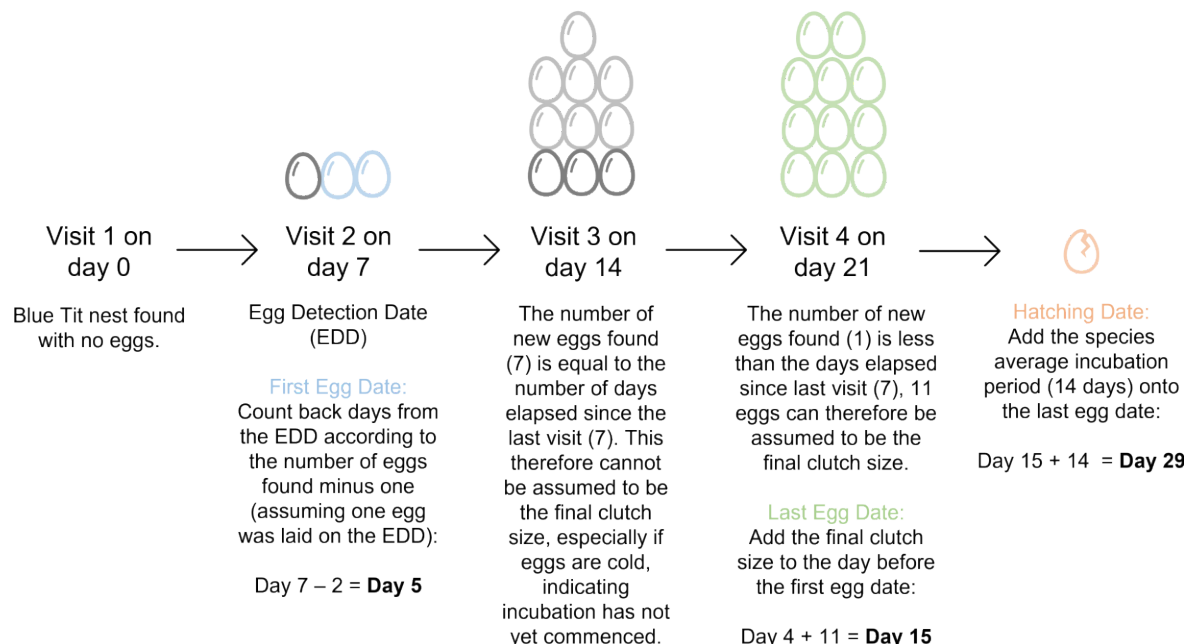 Visit 1 on
day 0
Blue Tit nest found
with no eggs.
Visit 2 on
day 7
Egg Detection Date
(EDD)
First Egg Date:
Count back days from
the EDD according to
the number of eggs
found minus one
(assuming one egg
was laid on the EDD):
Day 7 – 2 = Day 5
Visit 3 on
day 14
The number of
new eggs found
(7) is equal to the
number of days
elapsed since the
last visit (7). This
therefore cannot
be assumed to be
the final clutch
size, especially if
eggs are cold,
indicating
incubation has not
yet commenced.
Visit 4 on
day 21
The number of new
eggs found (1) is less
than the days elapsed
since last visit (7), 11
eggs can therefore be
assumed to be the
final clutch size.
Last Egg Date:
Add the final clutch
size to the day before
the first egg date:
Day 4 + 11 = Day 15
Hatching Date:
Add the species
average incubation
period (14 days) onto
the last egg date:
Day 15 + 14 = Day 29